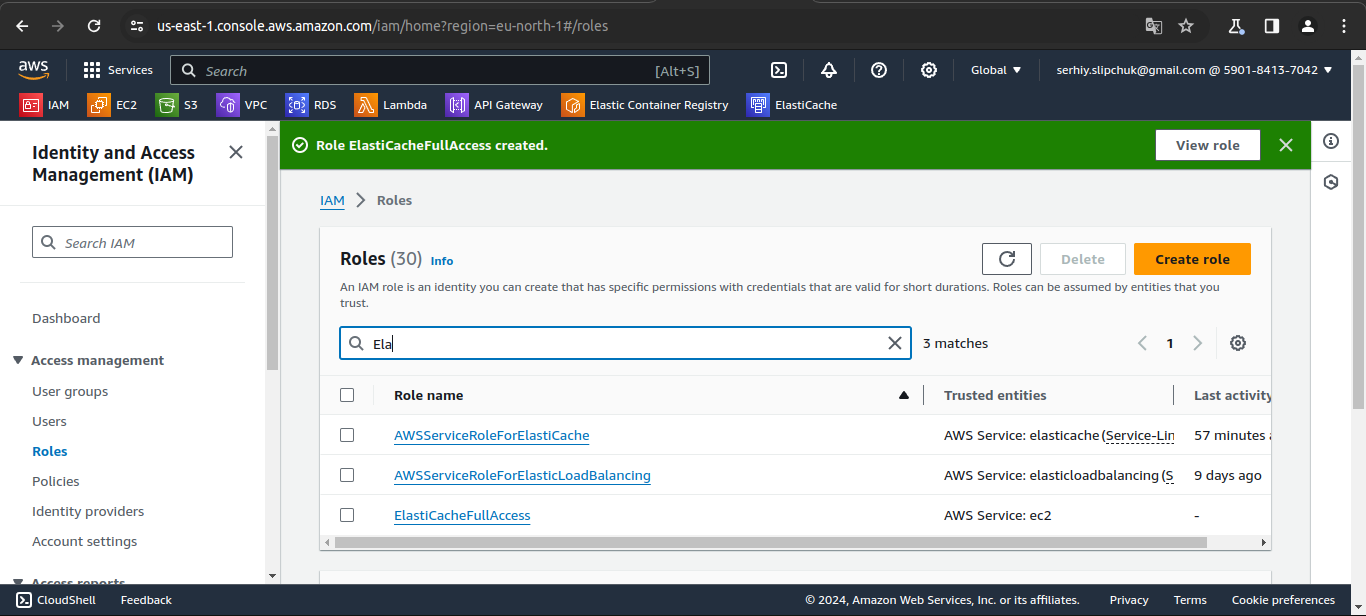 us-east-1.console.aws.amazon.com/iam/home?region=eu-north-1#/roles
aws Services Search [Alt+S] Global serhiy.slipchuk@gmail.com @ 5901-8413-7042
IAM EC2 S3 VPC RDS Lambda API Gateway Elastic Container Registry ElastiCache
Identity and Access
Management (IAM)
Search IAM
Dashboard
Access management
User groups
Users
Roles
Policies
Identity providers
Account settings
Access reports
Role ElastiCacheFullAccess created. View role
IAM Roles
Roles (30) Info Delete Create role
An IAM role is an identity you can create that has specific permissions with credentials that are valid for short durations. Roles can be assumed by entities that you
trust.
Ela 3 matches 1
Role name Trusted entities Last activity
AWSServiceRoleForElastiCache AWS Service: elasticache (Service-Lin 57 minutes
AWSServiceRoleForElasticLoadBalancing AWS Service: elasticloadbalancing (S 9 days ago
ElastiCacheFullAccess AWS Service: ec2 -
CloudShell Feedback © 2024, Amazon Web Services, Inc. or its affiliates. Privacy Terms Cookie preferences